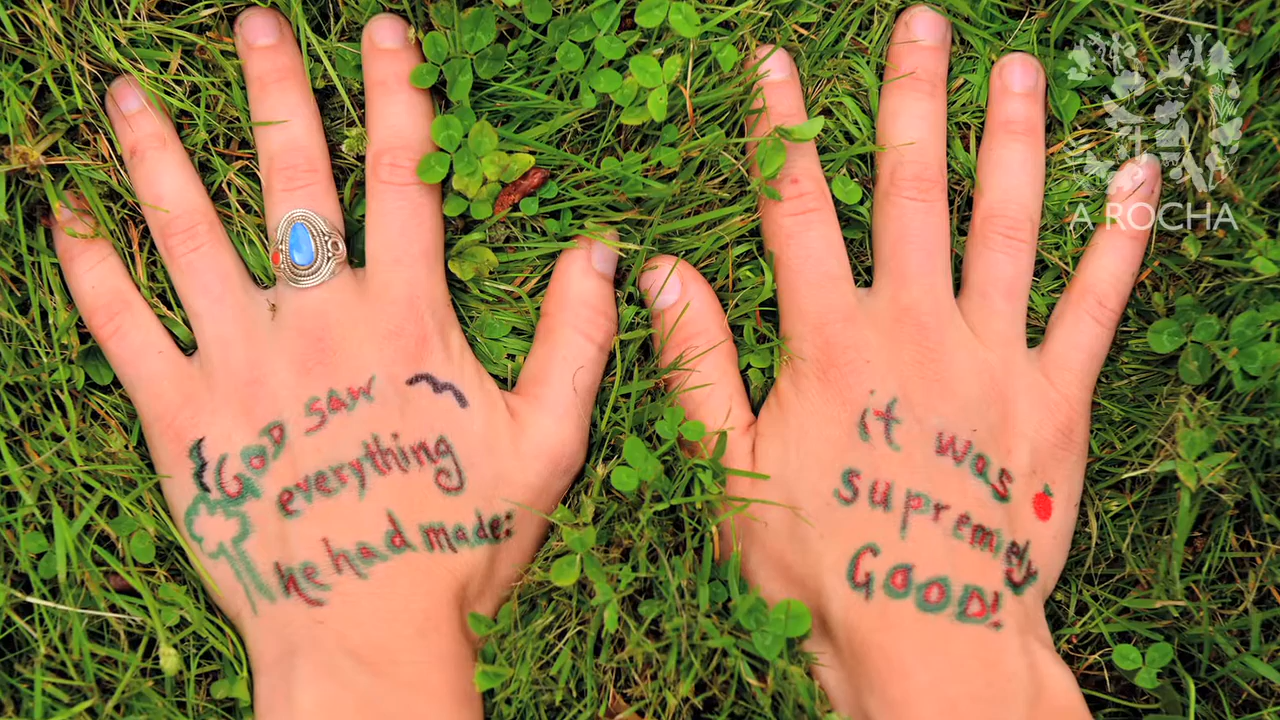 GOD saw
everything
he had made:
it was
supremely
GOOD!
A ROCHA